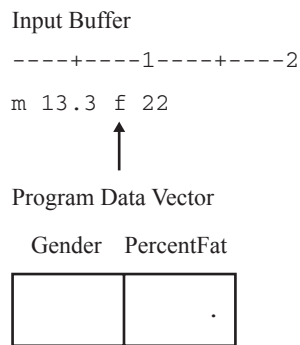 Input Buffer
----+----1----+----2
m 13.3 f 22
Program Data Vector
Gender PercentFat
.